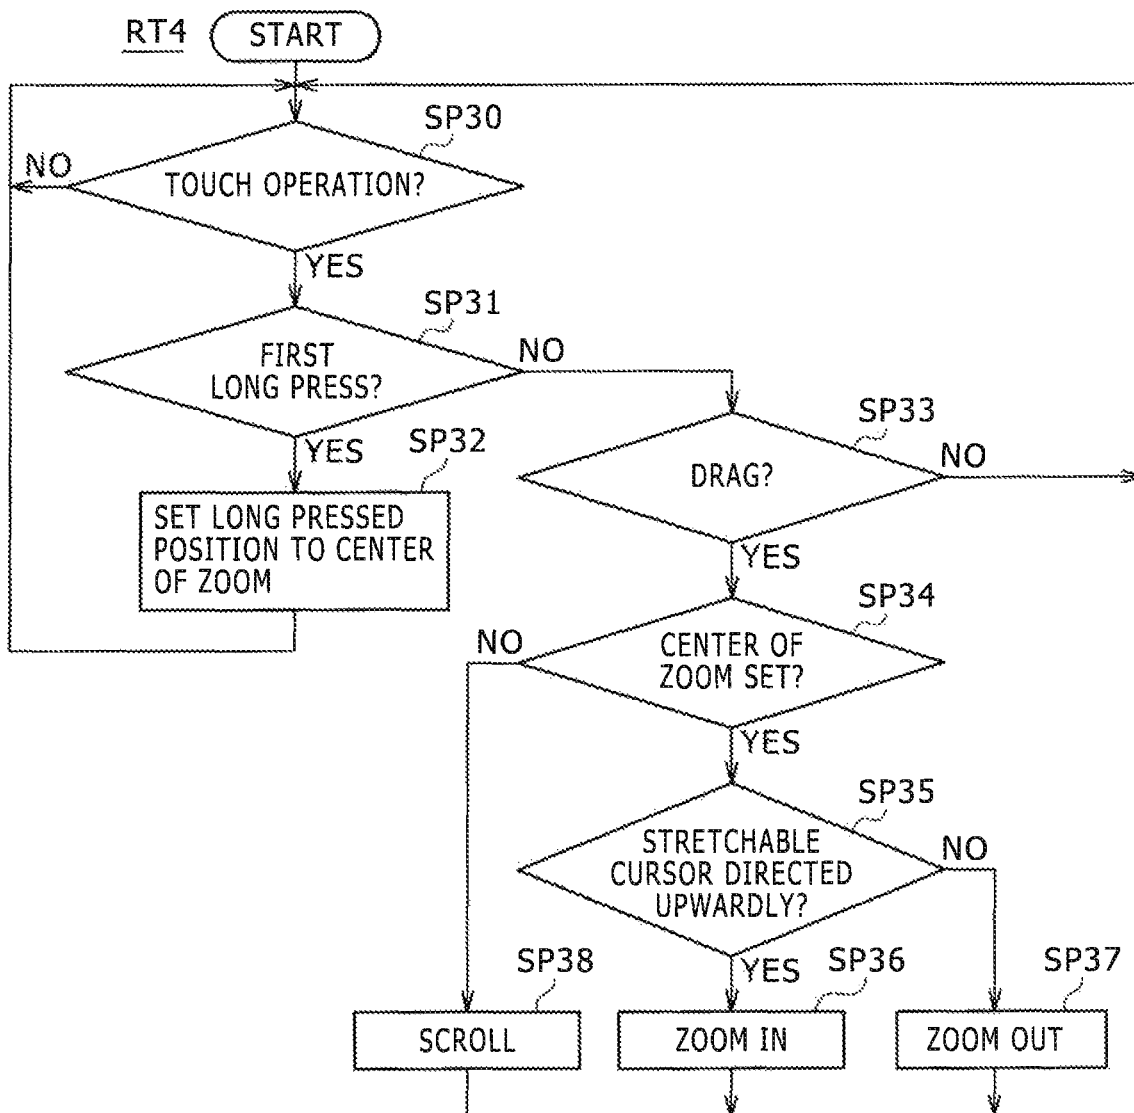 RT4
START
SP30
NO
TOUCH OPERATION?
YES
SP31
FIRST
LONG PRESS?
NO
YES
SP32
SET LONG PRESSED
POSITION TO CENTER
OF ZOOM
SP33
DRAG?
NO
YES
SP34
NO
CENTER OF
ZOOM SET?
YES
SP35
STRETCHABLE
CURSOR DIRECTED
UPWARDLY?
NO
YES
SP38
SCROLL
SP36
ZOOM IN
SP37
ZOOM OUT